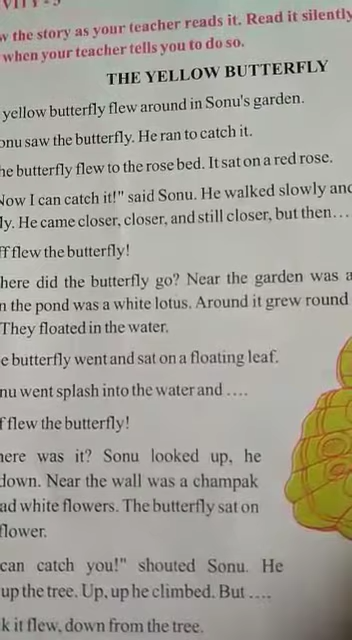 w the story as your teacher reads it. Read it silently
when your teacher tells you to do so.
THE YELLOW BUTTERFLY
yellow butterfly flew around in Sonu's garden.
onu saw the butterfly. He ran to catch it.
he butterfly flew to the rose bed. It sat on a red rose.
Now I can catch it!" said Sonu. He walked slowly and
ly. He came closer, closer, and still closer, but then...
ff flew the butterfly!
here did the butterfly go? Near the garden was a
n the pond was a white lotus. Around it grew round
They floated in the water.
e butterfly went and sat on a floating leaf.
nu went splash into the water and ....
f flew the butterfly!
here was it? Sonu looked up, he
down. Near the wall was a champak
ad white flowers. The butterfly sat on
flower.
can catch you!" shouted Sonu. He
up the tree. Up, up he climbed. But ....
k it flew, down from the tree.